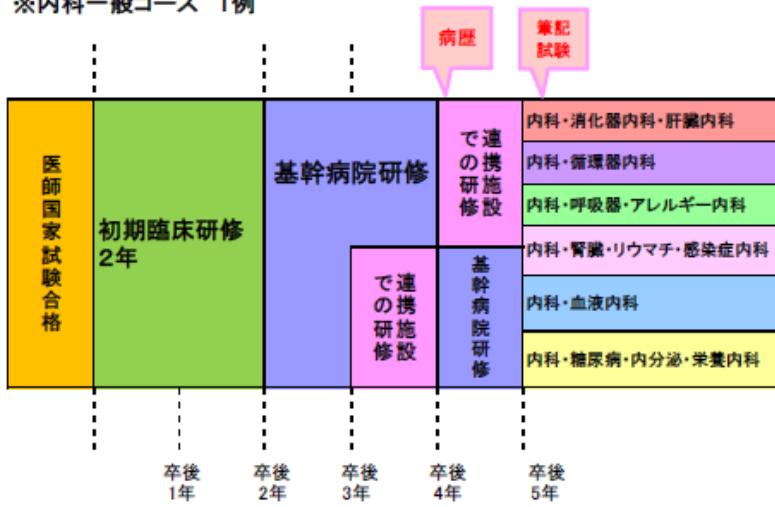 ※内科一般コース 1例
病歴
筆記
試験
医師国家試験合格
初期臨床研修
2年
基幹病院研修
連携施設
での研修
連携施設
での研修
基幹病院研修
内科・消化器内科・肝臓内科
内科・循環器内科
内科・呼吸器・アレルギー内科
内科・腎臓・リウマチ・感染症内科
内科・血液内科
内科・糖尿病・内分泌・栄養内科
卒後
1年
卒後
2年
卒後
3年
卒後
4年
卒後
5年